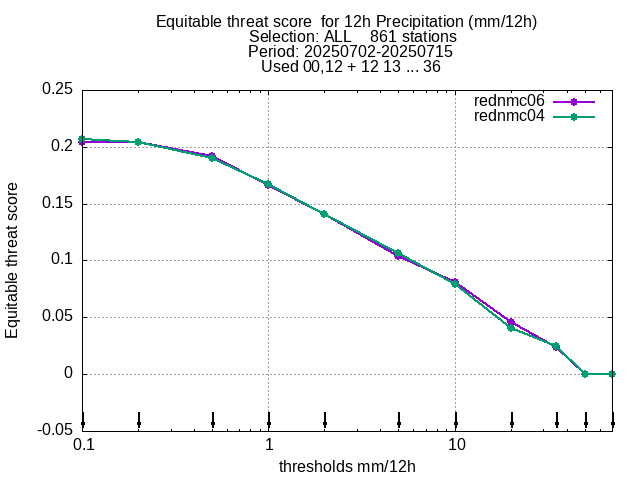 Equitable threat score  for 12h Precipitation (mm/12h)
Selection: ALL    861 stations
Period: 20250702-20250715
Used 00,12 + 12 13 ... 36
rednmc06
rednmc04
0.25
0.2
0.15
0.1
0.05
0
-0.05
Equitable threat score
0.1 1 10
thresholds mm/12h